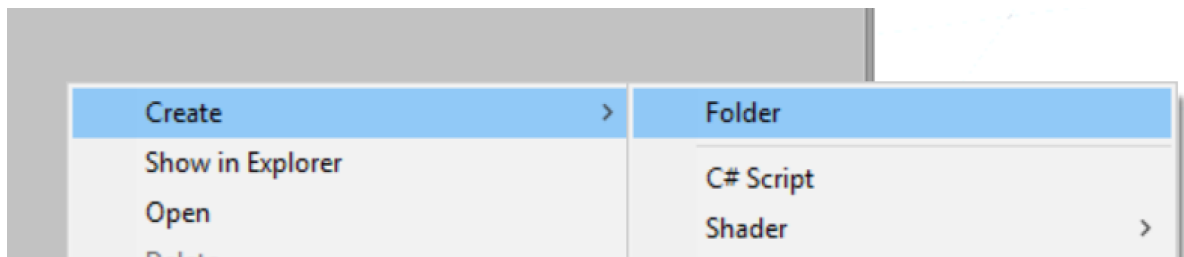 Create
Show in Explorer
Open
Folder
C# Script
Shader